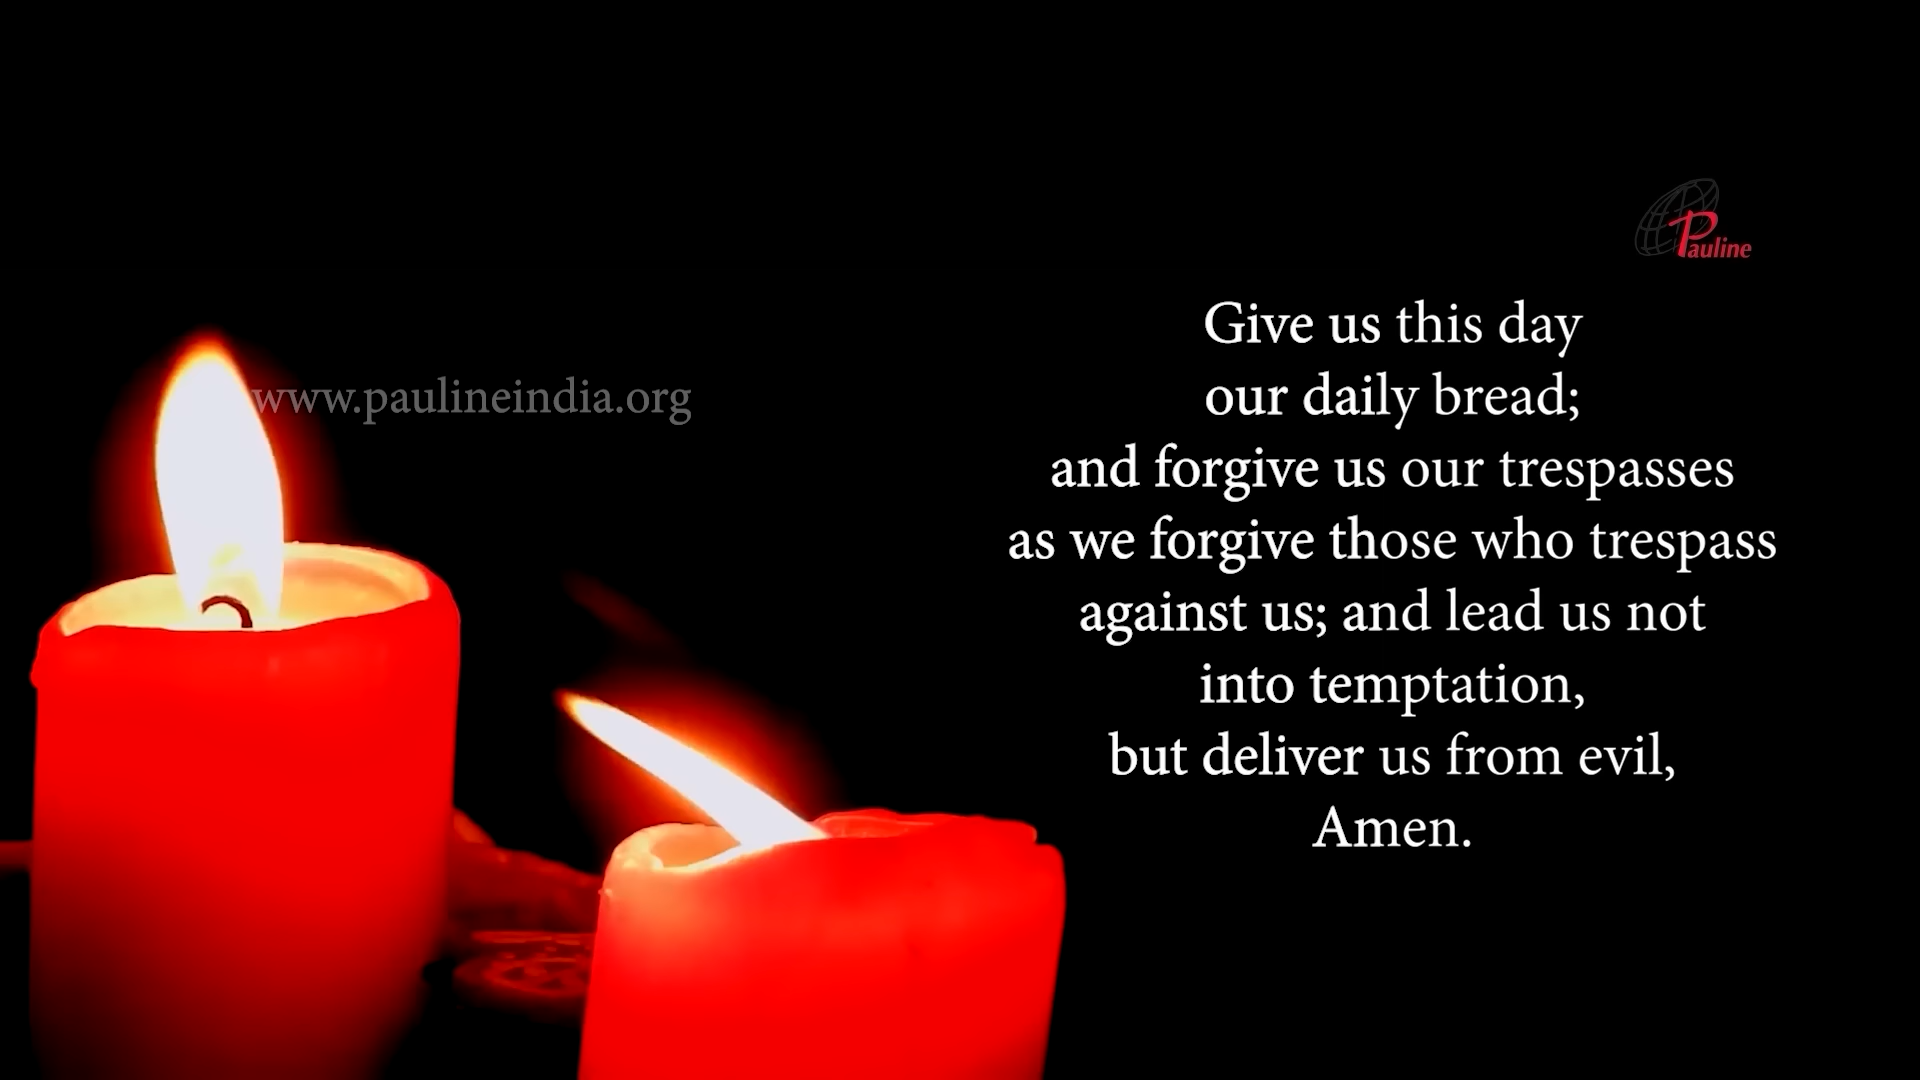 Pauline
www.paulineindia.org
Give us this day
our daily bread;
and forgive us our trespasses
as we forgive those who trespass
against us; and lead us not
into temptation,
but deliver us from evil,
Amen.